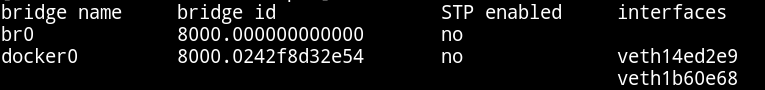 bridge name bridge id STP enabled interfaces
br0 8000.000000000000 no
docker0 8000.0242f8d32e54 no veth14ed2e9
veth1b60e68